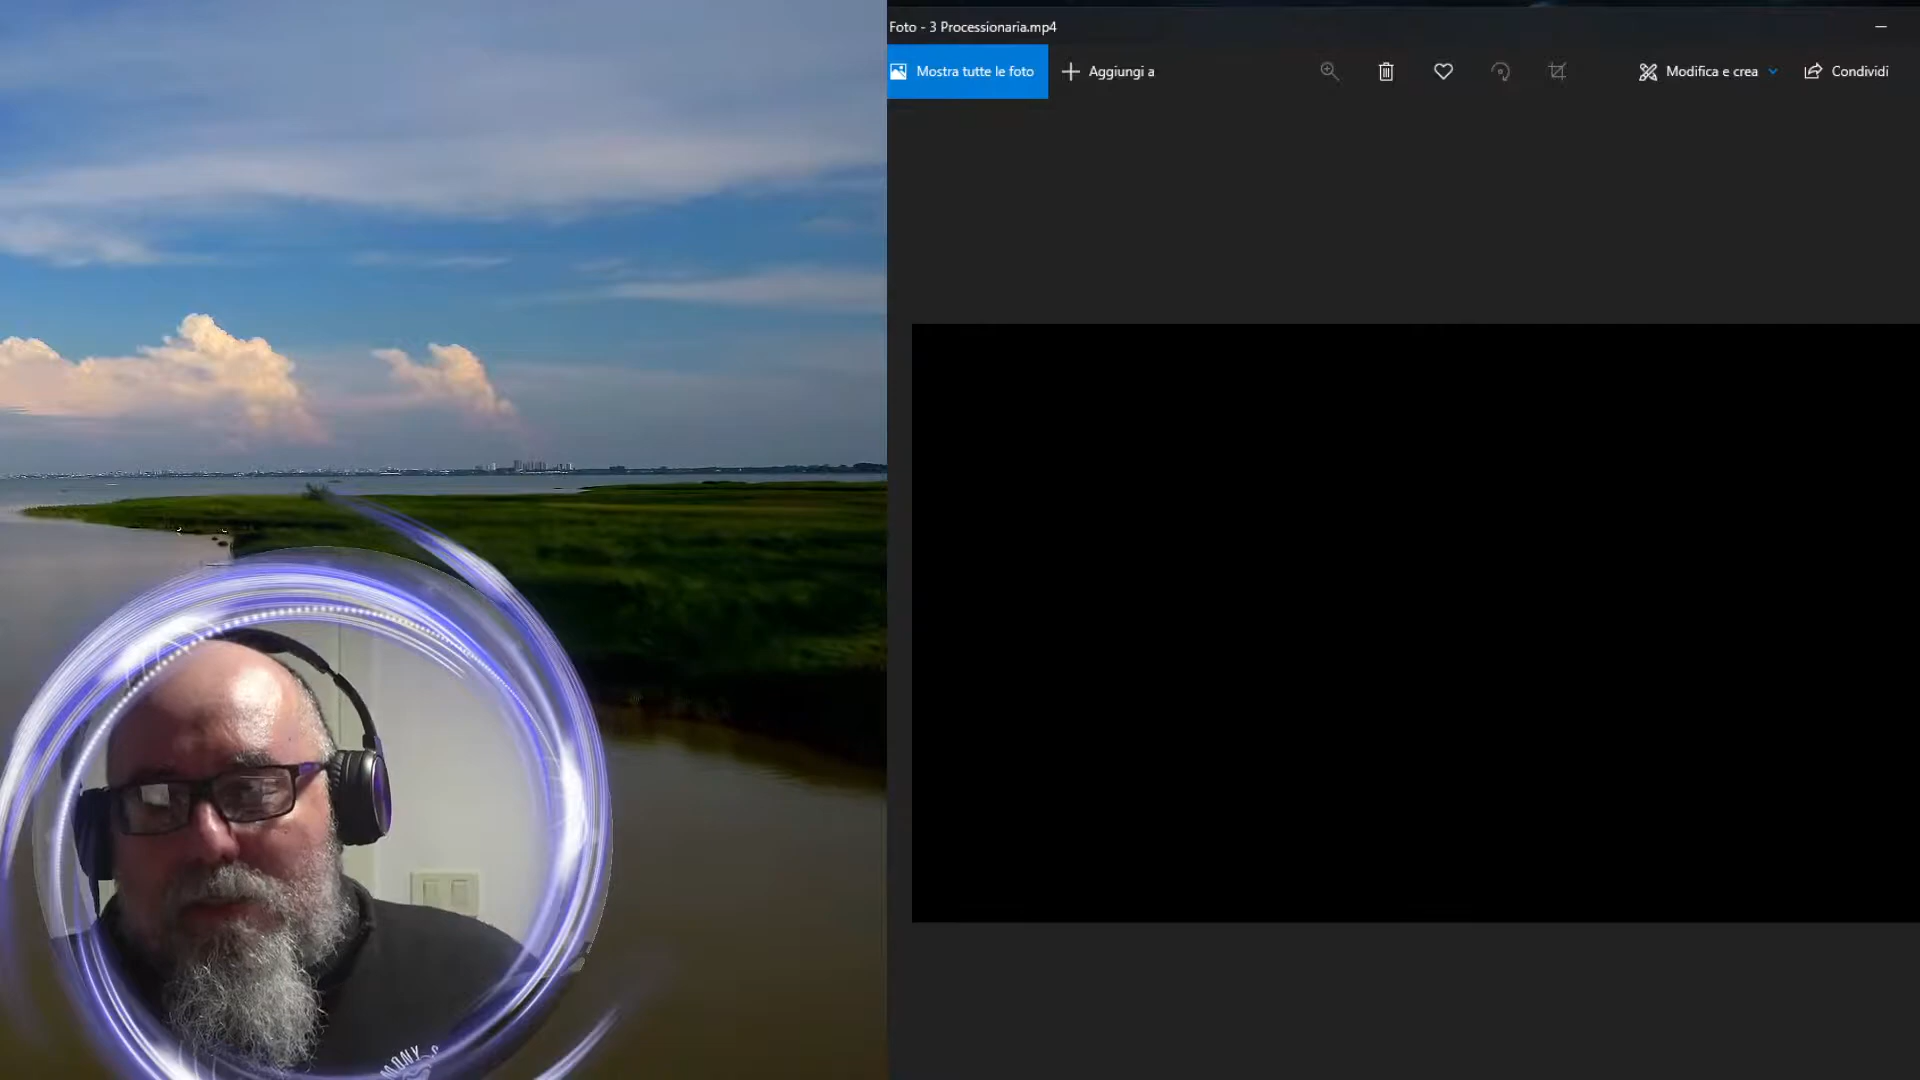 Foto - 3 Processionaria.mp4
Mostra tutte le foto
Aggiungi a
Modifica e crea
Condividi